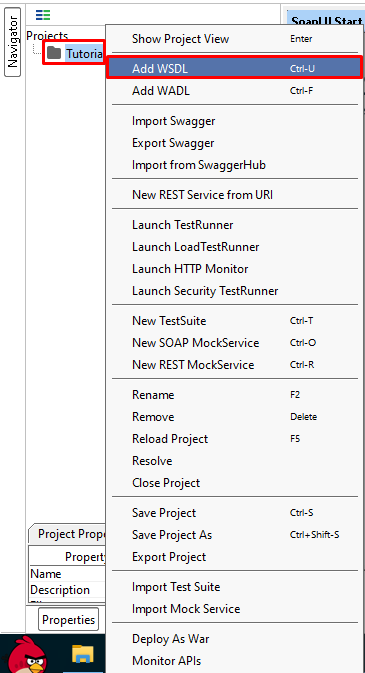 SoapUI Start
Navigator
Projects
Tutoria
Show Project View Enter
Add WSDL Ctrl-U
Add WADL Ctrl-F
Import Swagger
Export Swagger
Import from SwaggerHub
New REST Service from URI
Launch TestRunner
Launch LoadTestRunner
Launch HTTP Monitor
Launch Security TestRunner
New TestSuite Ctrl-T
New SOAP MockService Ctrl-O
New REST MockService Ctrl-R
Rename F2
Remove Delete
Reload Project F5
Resolve
Close Project
Save Project Ctrl-S
Save Project As Ctrl+Shift-S
Export Project
Import Test Suite
Import Mock Service
Deploy As War
Monitor APIs
Project Prope
Property
Name
Description
Properties